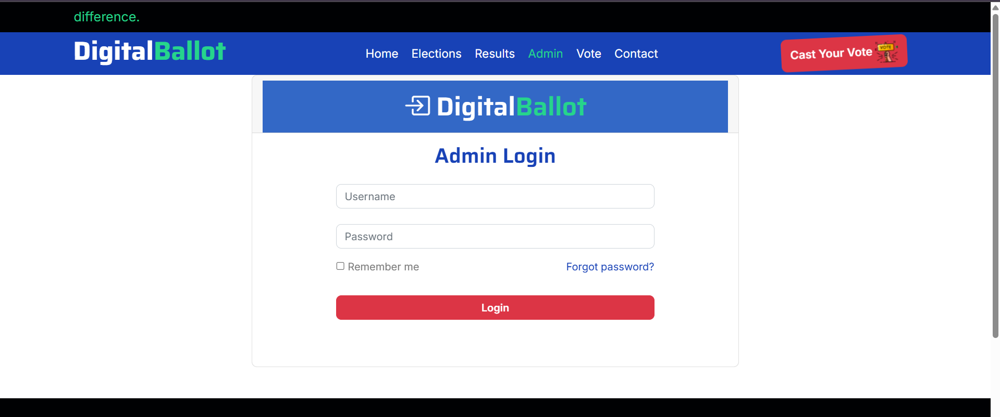 difference.
DigitalBallot
Home Elections Results Admin Vote Contact
Cast Your Vote
VOTE
DigitalBallot
Admin Login
Username
Password
Remember me Forgot password?
Login